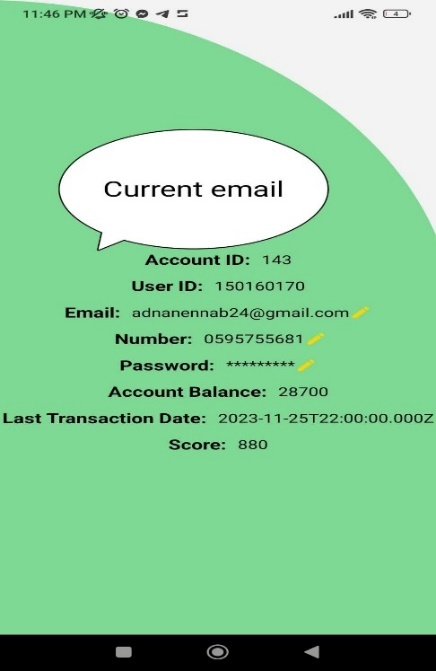 11:46 PM
4
Current email
Account ID: 143
User ID: 150160170
Email: adnanennab24@gmail.com
Number: 0595755681
Password: *********
Account Balance: 28700
Last Transaction Date: 2023-11-25T22:00:00.000Z
Score: 880